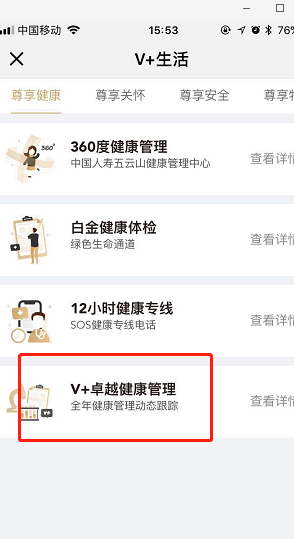 中国移动 15:53 76%
V+生活
尊享健康 尊享关怀 尊享安全 尊享特
360°
360度健康管理
中国人寿五云山健康管理中心
查看详情
白金健康体检
绿色生命通道
查看详情
12小时健康专线
SOS健康专线电话
查看详情
V+卓越健康管理
全年健康管理动态跟踪
查看详情
V+